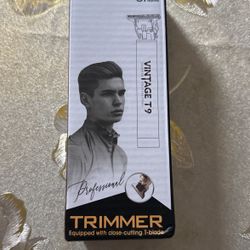 VINTAGE T9
Professional
TRIMMER
Equipped with close-cutting T-blade